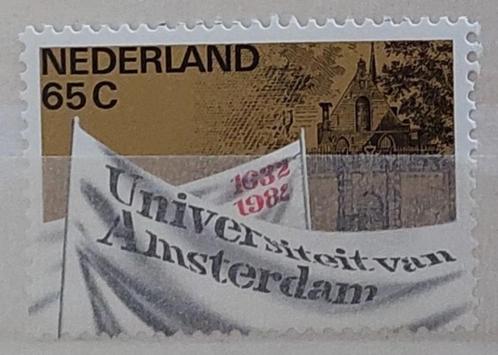 NEDERLAND
65 C
1632
1982
Universiteit van
Amsterdam